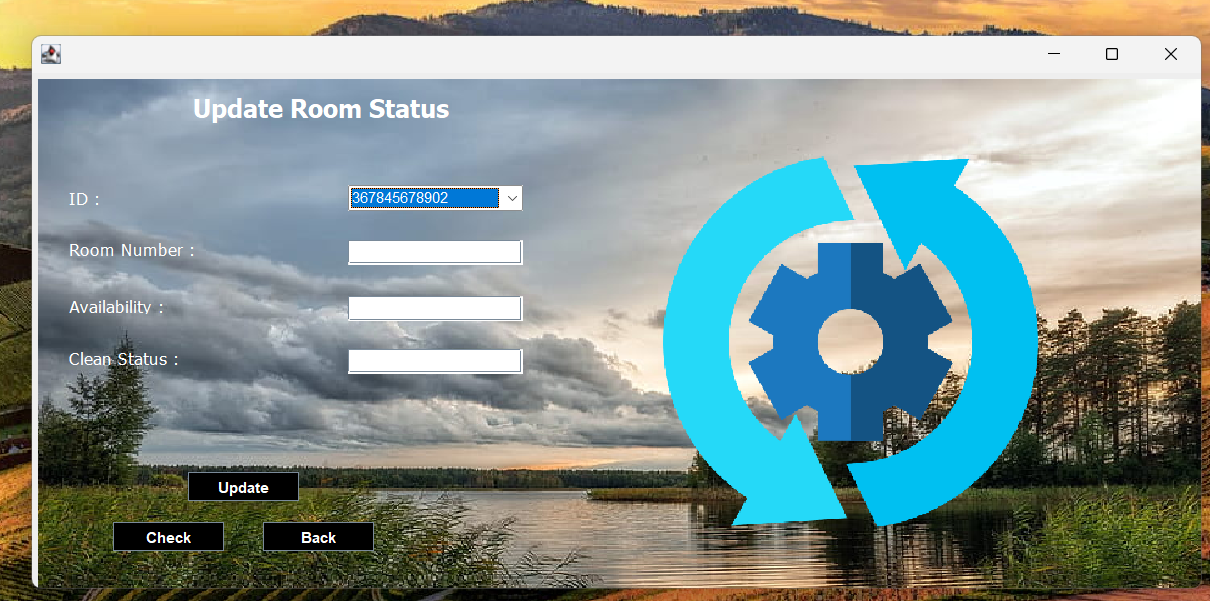 Update Room Status
ID :
367845678902
Room Number :
Availability :
Clean Status :
Update
Check
Back